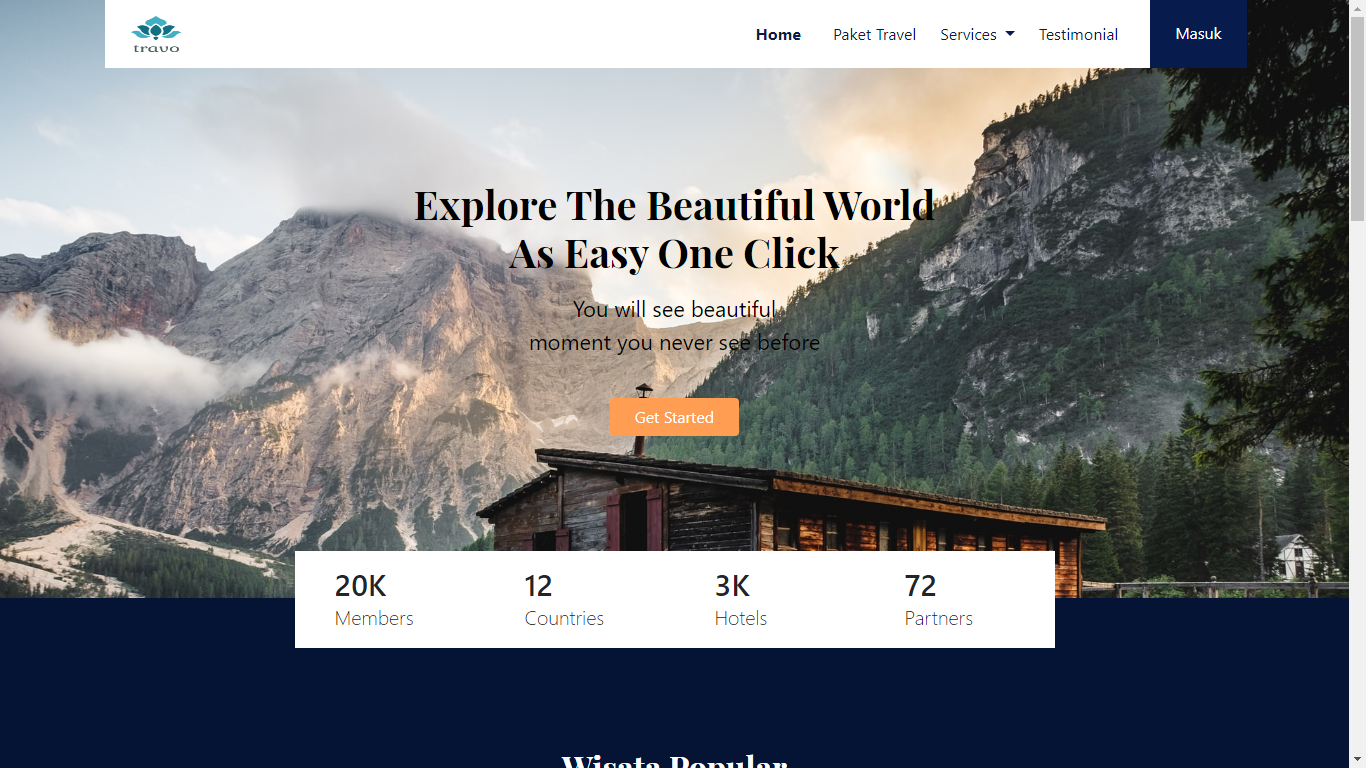 travo
Home
Paket Travel
Services
Testimonial
Masuk
Explore The Beautiful World
As Easy One Click
You will see beautiful
moment you never see before
Get Started
20K
Members
12
Countries
3K
Hotels
72
Partners
Wisata Popular